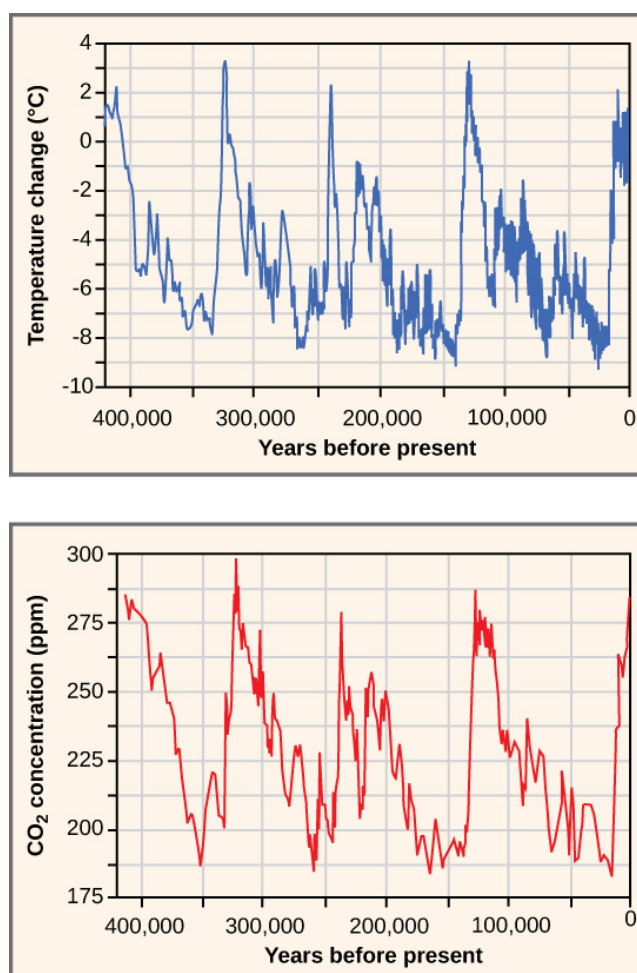 Temperature change (°C)
4
2
0
-2
-4
-6
-8
-10
400,000 300,000 200,000 100,000 0
Years before present
CO₂ concentration (ppm)
300
275
250
225
200
175
400,000 300,000 200,000 100,000 0
Years before present